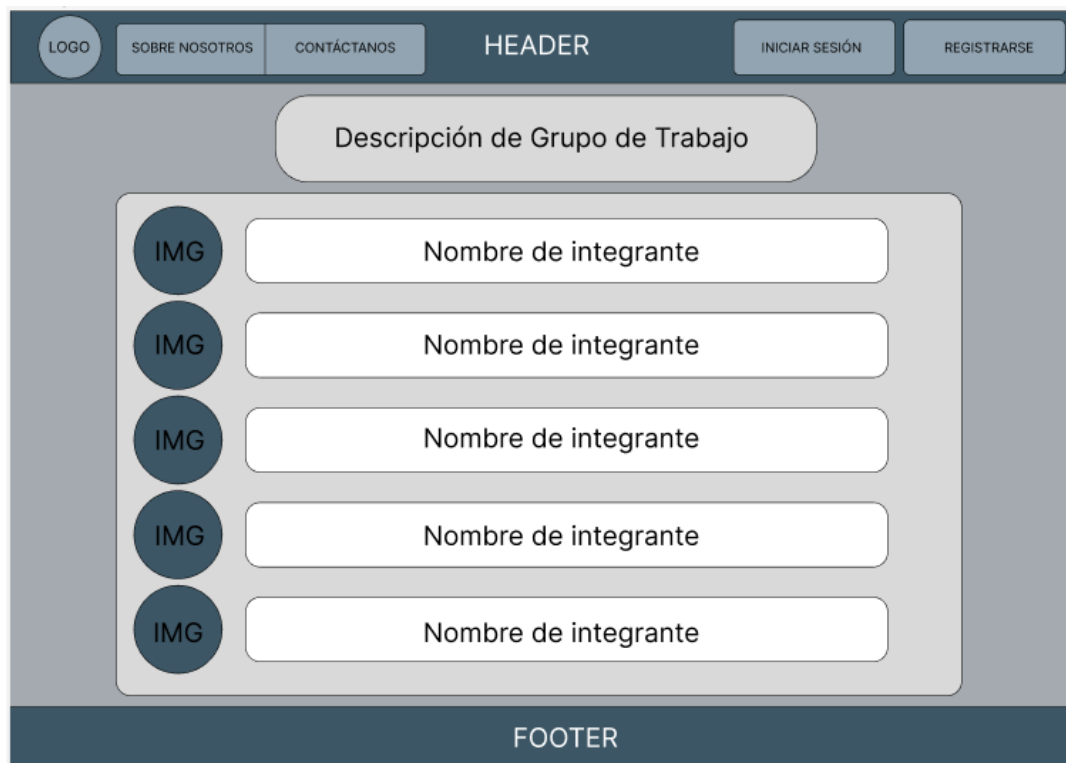 LOGO
SOBRE NOSOTROS
CONTÁCTANOS
HEADER
INICIAR SESIÓN
REGISTRARSE
Descripción de Grupo de Trabajo
IMG
Nombre de integrante
IMG
Nombre de integrante
IMG
Nombre de integrante
IMG
Nombre de integrante
IMG
Nombre de integrante
FOOTER